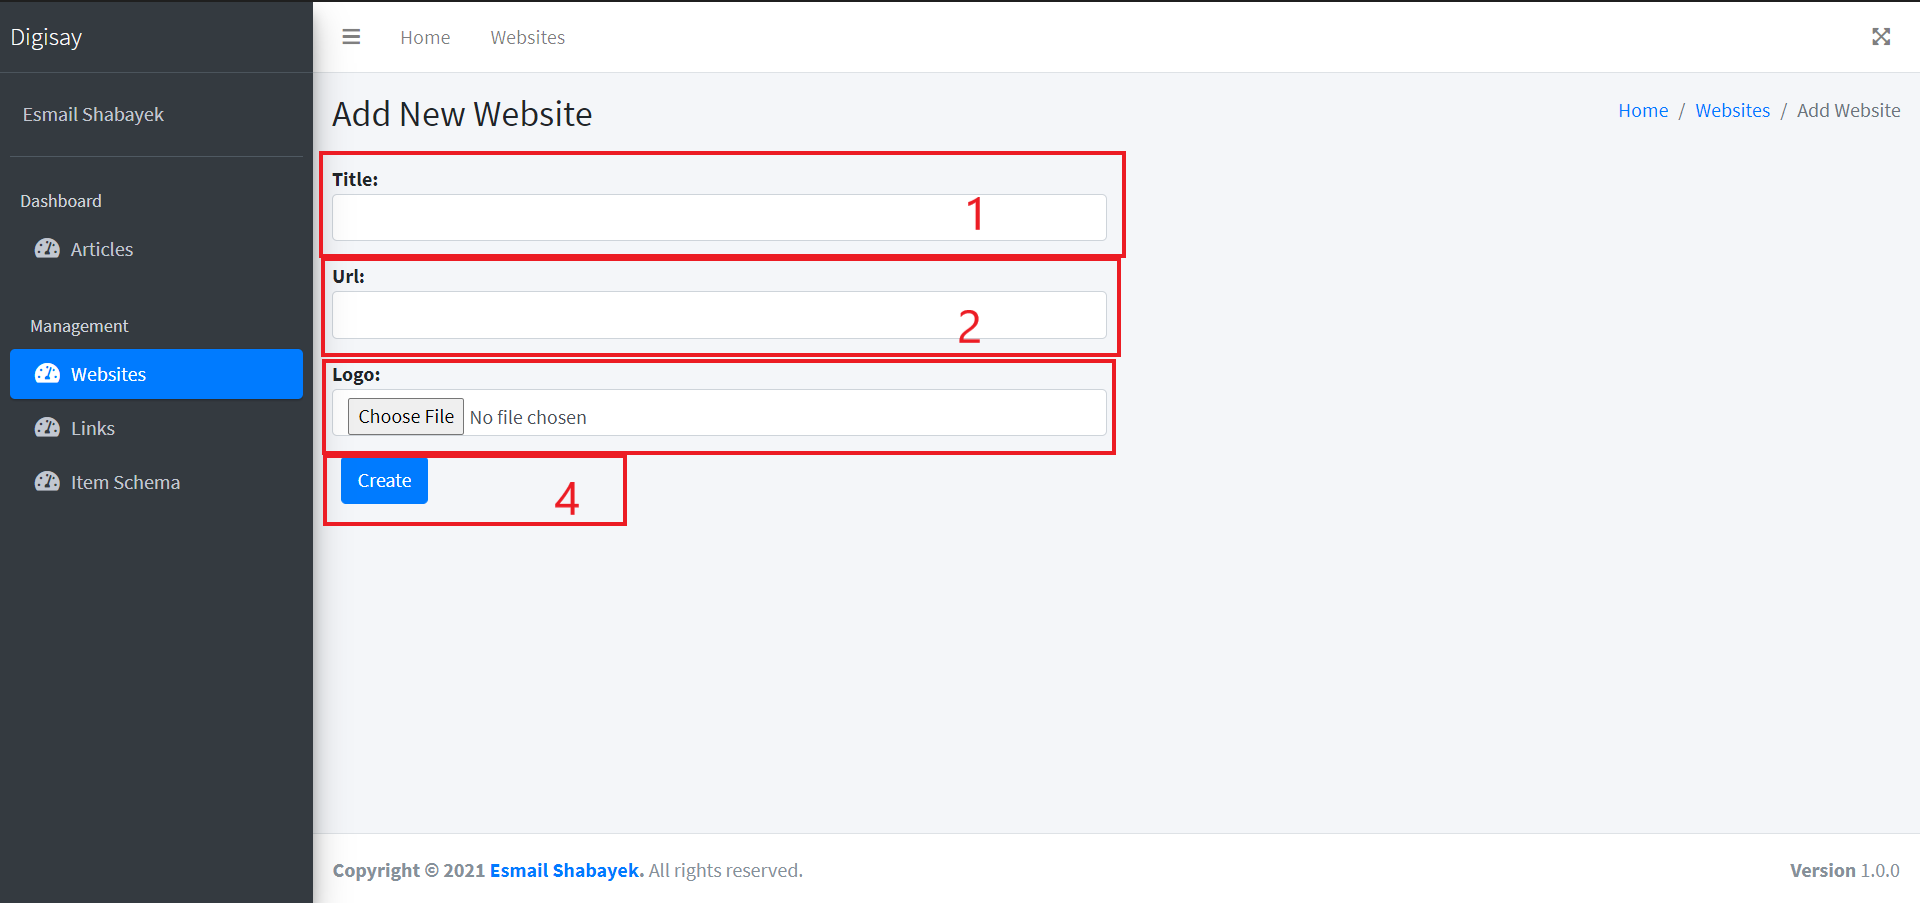 Digisay
Home Websites
Esmail Shabayek
Dashboard
Articles
Management
Websites
Links
Item Schema
Add New Website
Home / Websites / Add Website
Title:
1
Url:
2
Logo:
Choose File No file chosen
Create
4
Copyright © 2021 Esmail Shabayek. All rights reserved.
Version 1.0.0